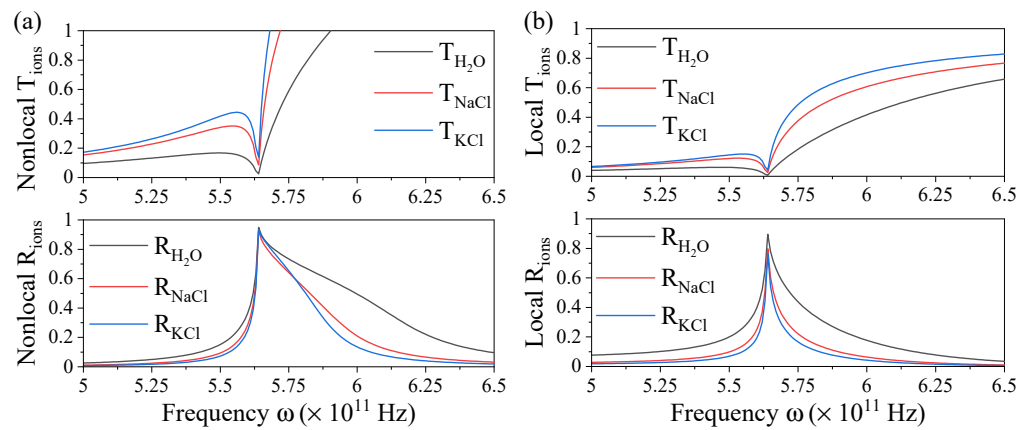 (a)
Nonlocal T_ions
1
0.8
0.6
0.4
0.2
0
T_H₂O
T_NaCl
T_KCl
5 5.25 5.5 5.75 6 6.25 6.5
Nonlocal R_ions
1
0.8
0.6
0.4
0.2
0
R_H₂O
R_NaCl
R_KCl
5 5.25 5.5 5.75 6 6.25 6.5
Frequency ω (× 10¹¹ Hz)
(b)
Local T_ions
1
0.8
0.6
0.4
0.2
0
T_H₂O
T_NaCl
T_KCl
5 5.25 5.5 5.75 6 6.25 6.5
Local R_ions
1
0.8
0.6
0.4
0.2
0
R_H₂O
R_NaCl
R_KCl
5 5.25 5.5 5.75 6 6.25 6.5
Frequency ω (× 10¹¹ Hz)